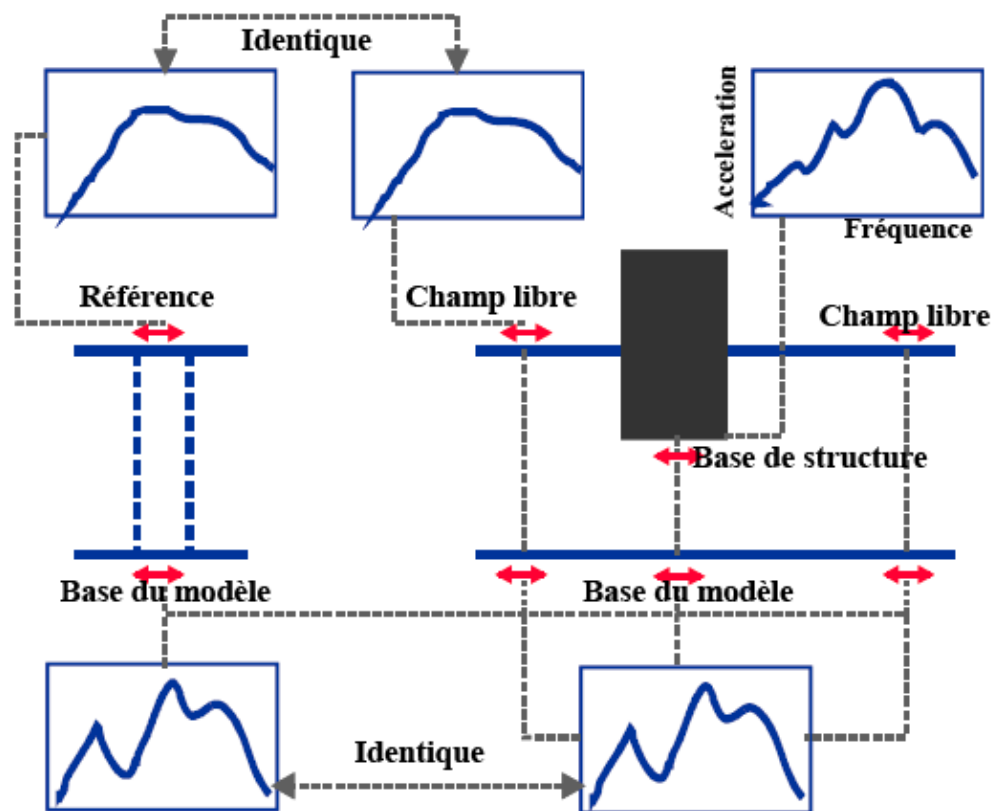 Identique
Acceleration
Fréquence
Référence
Champ libre
Champ libre
Base de structure
Base du modèle
Base du modèle
Identique